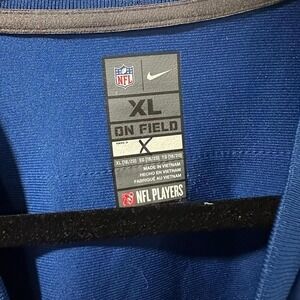 NFL
XL
ON FIELD
X
MADE IN VIETNAM
HECHO EN VIETNAM
FABRIQUÉ AU VIETNAM
NFL PLAYERS